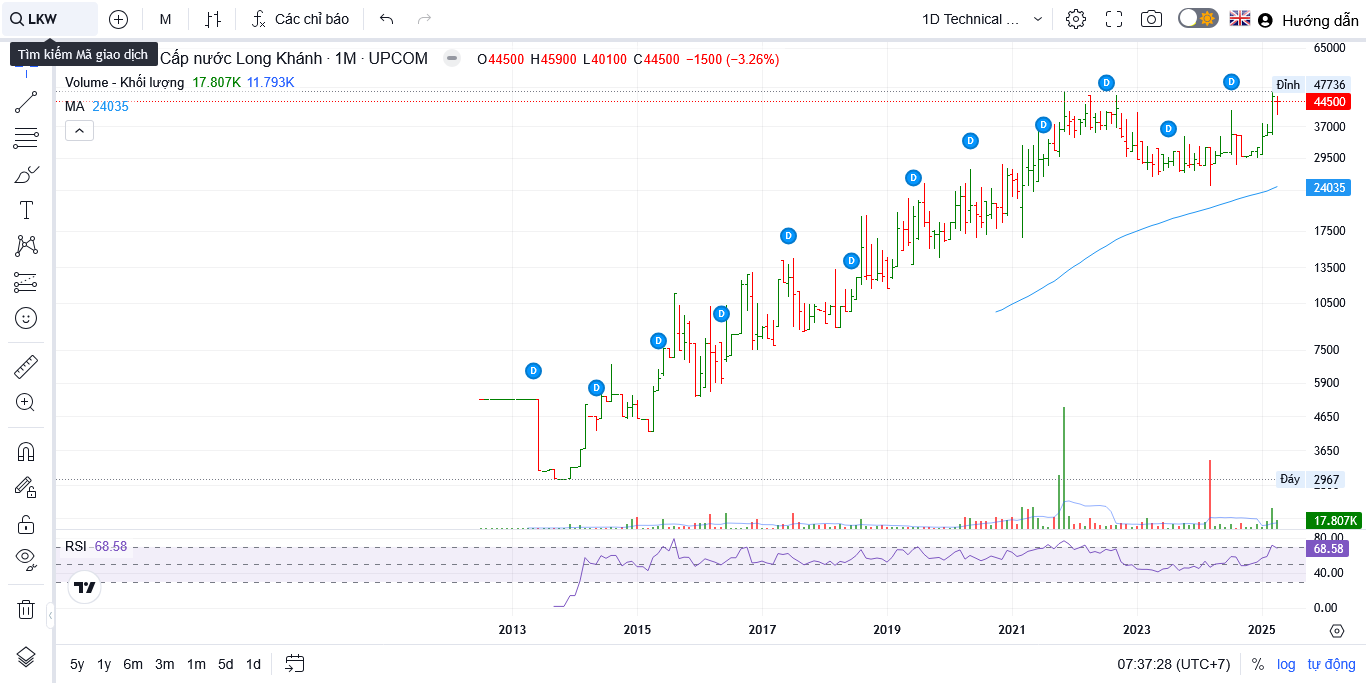 LKW
M
Các chỉ báo
1D Technical ...
Hướng dẫn
Tìm kiếm Mã giao dịch
Cấp nước Long Khánh · 1M · UPCOM
O44500 H45900 L40100 C44500 −1500 (−3.26%)
Volume - Khối lượng 17.807K 11.793K
MA 24035
65000
Đỉnh 47736
44500
37000
29500
24035
17500
13500
10500
7500
5900
4650
3650
Đáy 2967
17.807K
D
D
D
D
D
D
D
D
D
D
D
D
D
RSI 68.58
80.00
68.58
40.00
0.00
2013 2015 2017 2019 2021 2023 2025
5y 1y 6m 3m 1m 5d 1d
07:37:28 (UTC+7) % log tự động